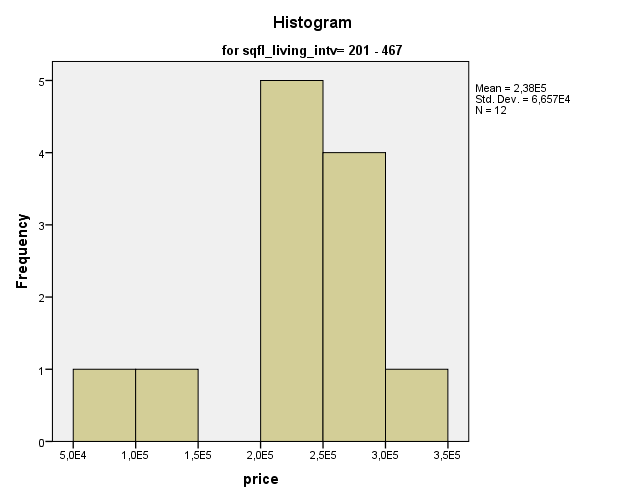 Histogram
for sqfl_living_intv= 201 - 467
Mean = 2,38E5
Std. Dev. = 6,657E4
N = 12
Frequency
5
4
3
2
1
0
5,0E4 1,0E5 1,5E5 2,0E5 2,5E5 3,0E5 3,5E5
price